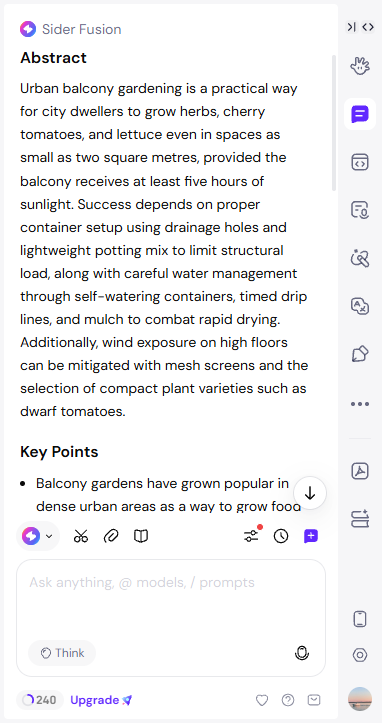 Sider Fusion
Abstract
Urban balcony gardening is a practical way
for city dwellers to grow herbs, cherry
tomatoes, and lettuce even in spaces as
small as two square metres, provided the
balcony receives at least five hours of
sunlight. Success depends on proper
container setup using drainage holes and
lightweight potting mix to limit structural
load, along with careful water management
through self-watering containers, timed drip
lines, and mulch to combat rapid drying.
Additionally, wind exposure on high floors
can be mitigated with mesh screens and the
selection of compact plant varieties such as
dwarf tomatoes.
Key Points
• Balcony gardens have grown popular in
dense urban areas as a way to grow food
Ask anything, @ models, / prompts
Think
240 Upgrade